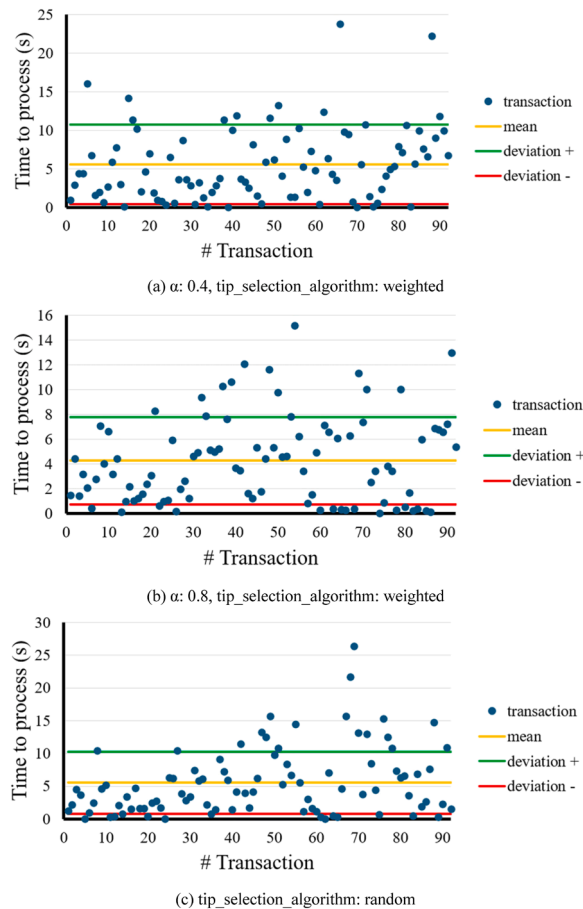 25
20
15
10
5
0
Time to process (s)
0 10 20 30 40 50 60 70 80 90
# Transaction
transaction
mean
deviation +
deviation -
(a) α: 0.4, tip_selection_algorithm: weighted
16
14
12
10
8
6
4
2
0
Time to process (s)
0 10 20 30 40 50 60 70 80 90
# Transaction
transaction
mean
deviation +
deviation -
(b) α: 0.8, tip_selection_algorithm: weighted
30
25
20
15
10
5
0
Time to process (s)
0 10 20 30 40 50 60 70 80 90
# Transaction
transaction
mean
deviation +
deviation -
(c) tip_selection_algorithm: random